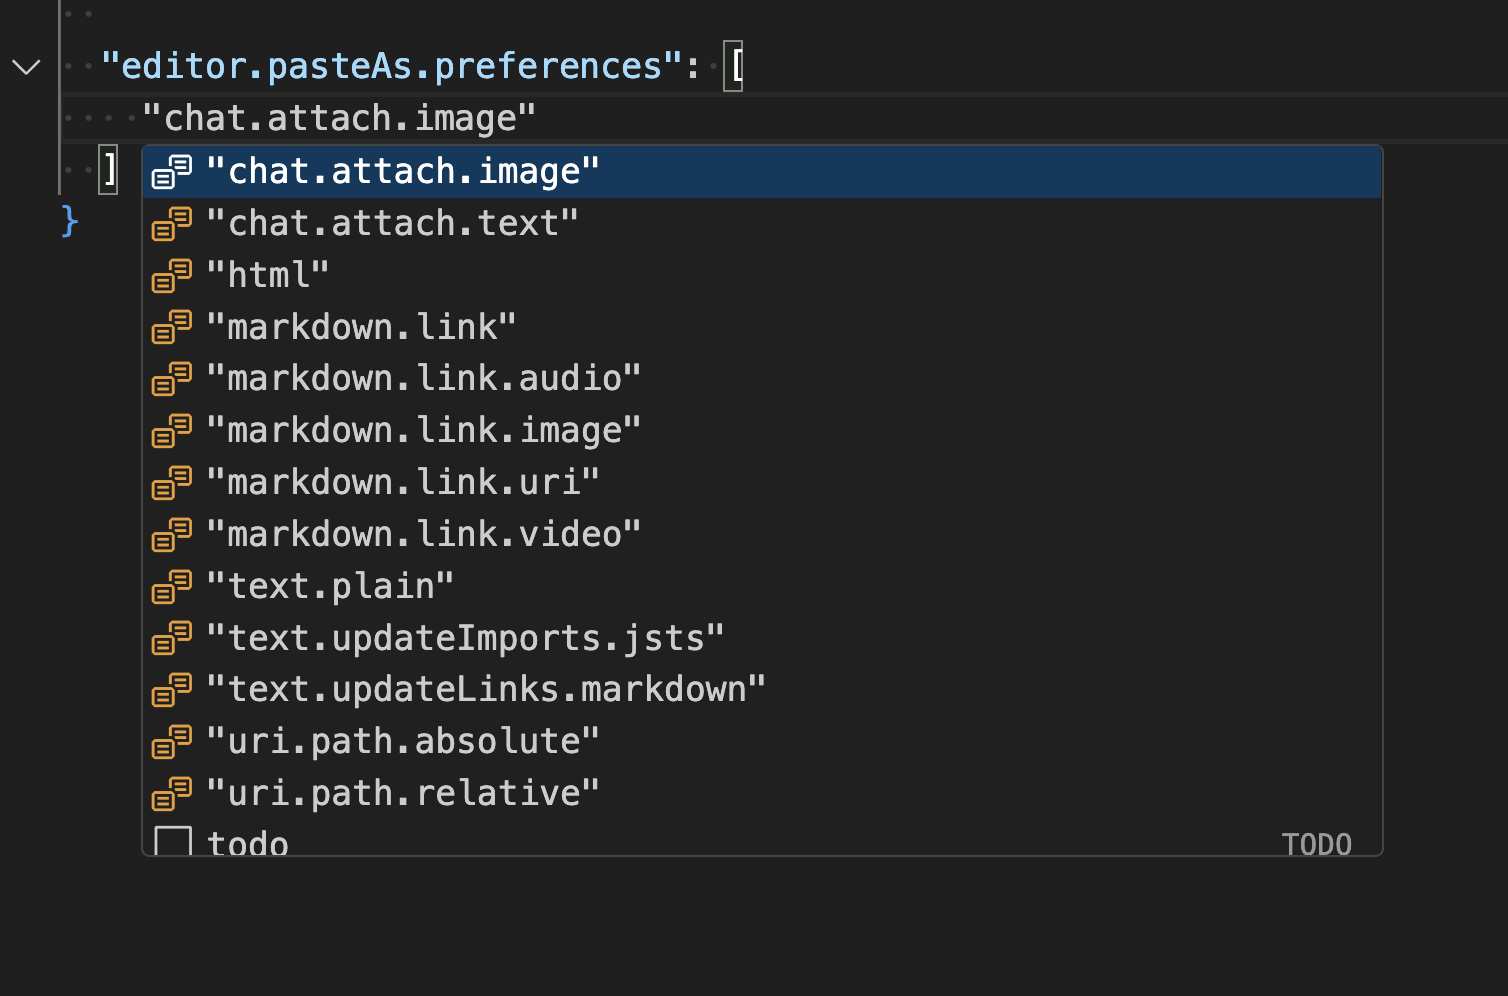 "editor.pasteAs.preferences": [
"chat.attach.image"
]
"chat.attach.image"
"chat.attach.text"
"html"
"markdown.link"
"markdown.link.audio"
"markdown.link.image"
"markdown.link.uri"
"markdown.link.video"
"text.plain"
"text.updateImports.jsts"
"text.updateLinks.markdown"
"uri.path.absolute"
"uri.path.relative"
todo TODO
}